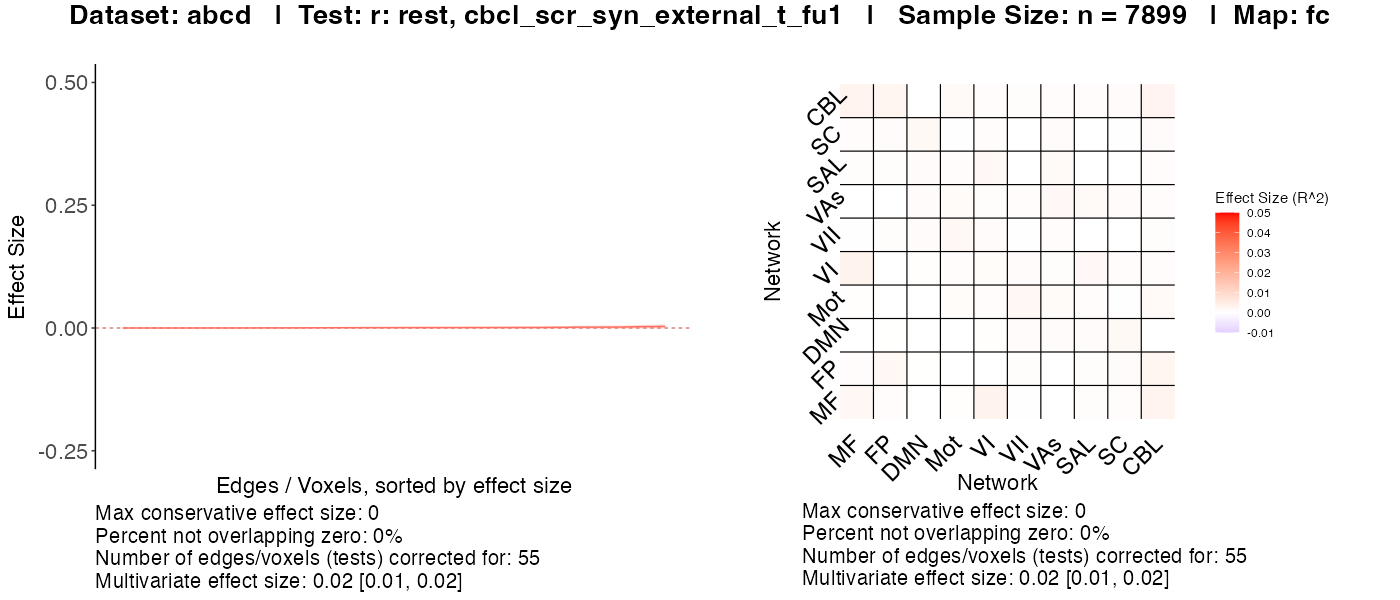 Dataset: abcd | Test: r: rest, cbcl_scr_syn_external_t_fu1 | Sample Size: n = 7899 | Map: fc
0.50
0.25
0.00
-0.25
Effect Size
Edges / Voxels, sorted by effect size
Max conservative effect size: 0
Percent not overlapping zero: 0%
Number of edges/voxels (tests) corrected for: 55
Multivariate effect size: 0.02 [0.01, 0.02]
Network
CBL
SC
SAL
VAs
VII
VI
Mot
DMN
FP
MF
MF FP DMN Mot VI VII VAs SAL SC CBL
Network
Effect Size (R^2)
0.05
0.04
0.03
0.02
0.01
0.00
-0.01
Max conservative effect size: 0
Percent not overlapping zero: 0%
Number of edges/voxels (tests) corrected for: 55
Multivariate effect size: 0.02 [0.01, 0.02]